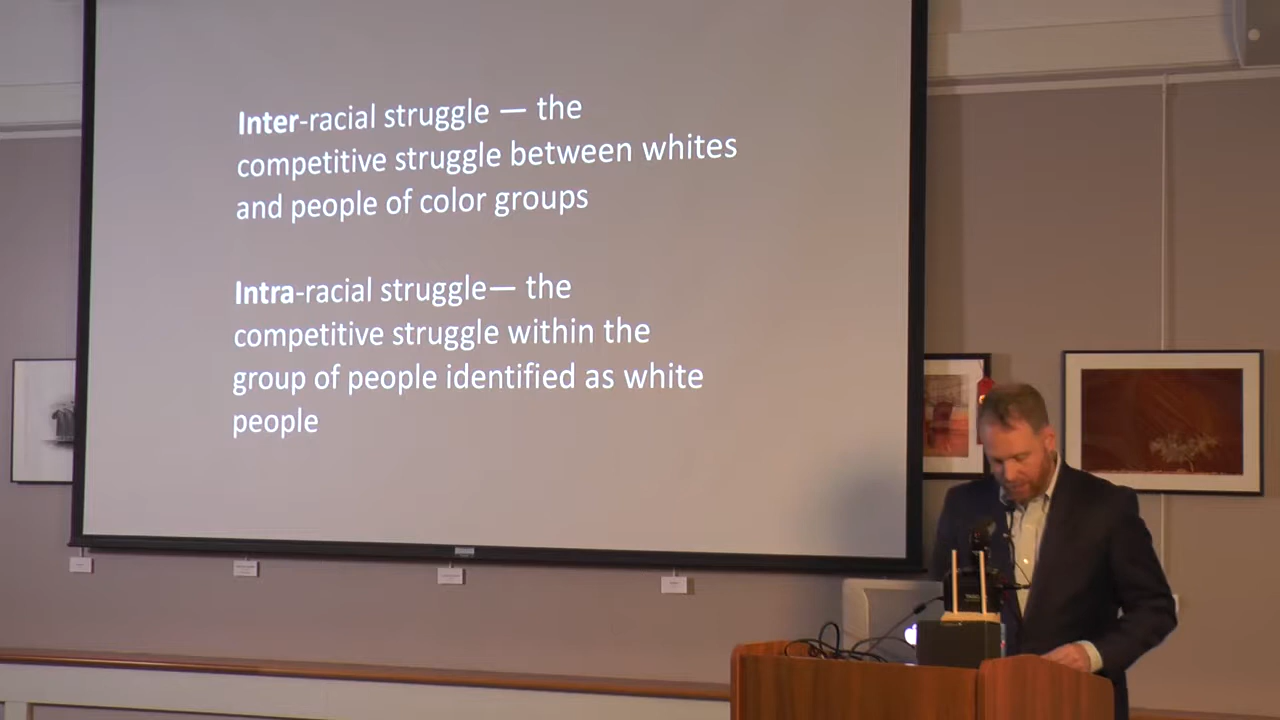 Inter-racial struggle — the
competitive struggle between whites
and people of color groups
Intra-racial struggle— the
competitive struggle within the
group of people identified as white
people